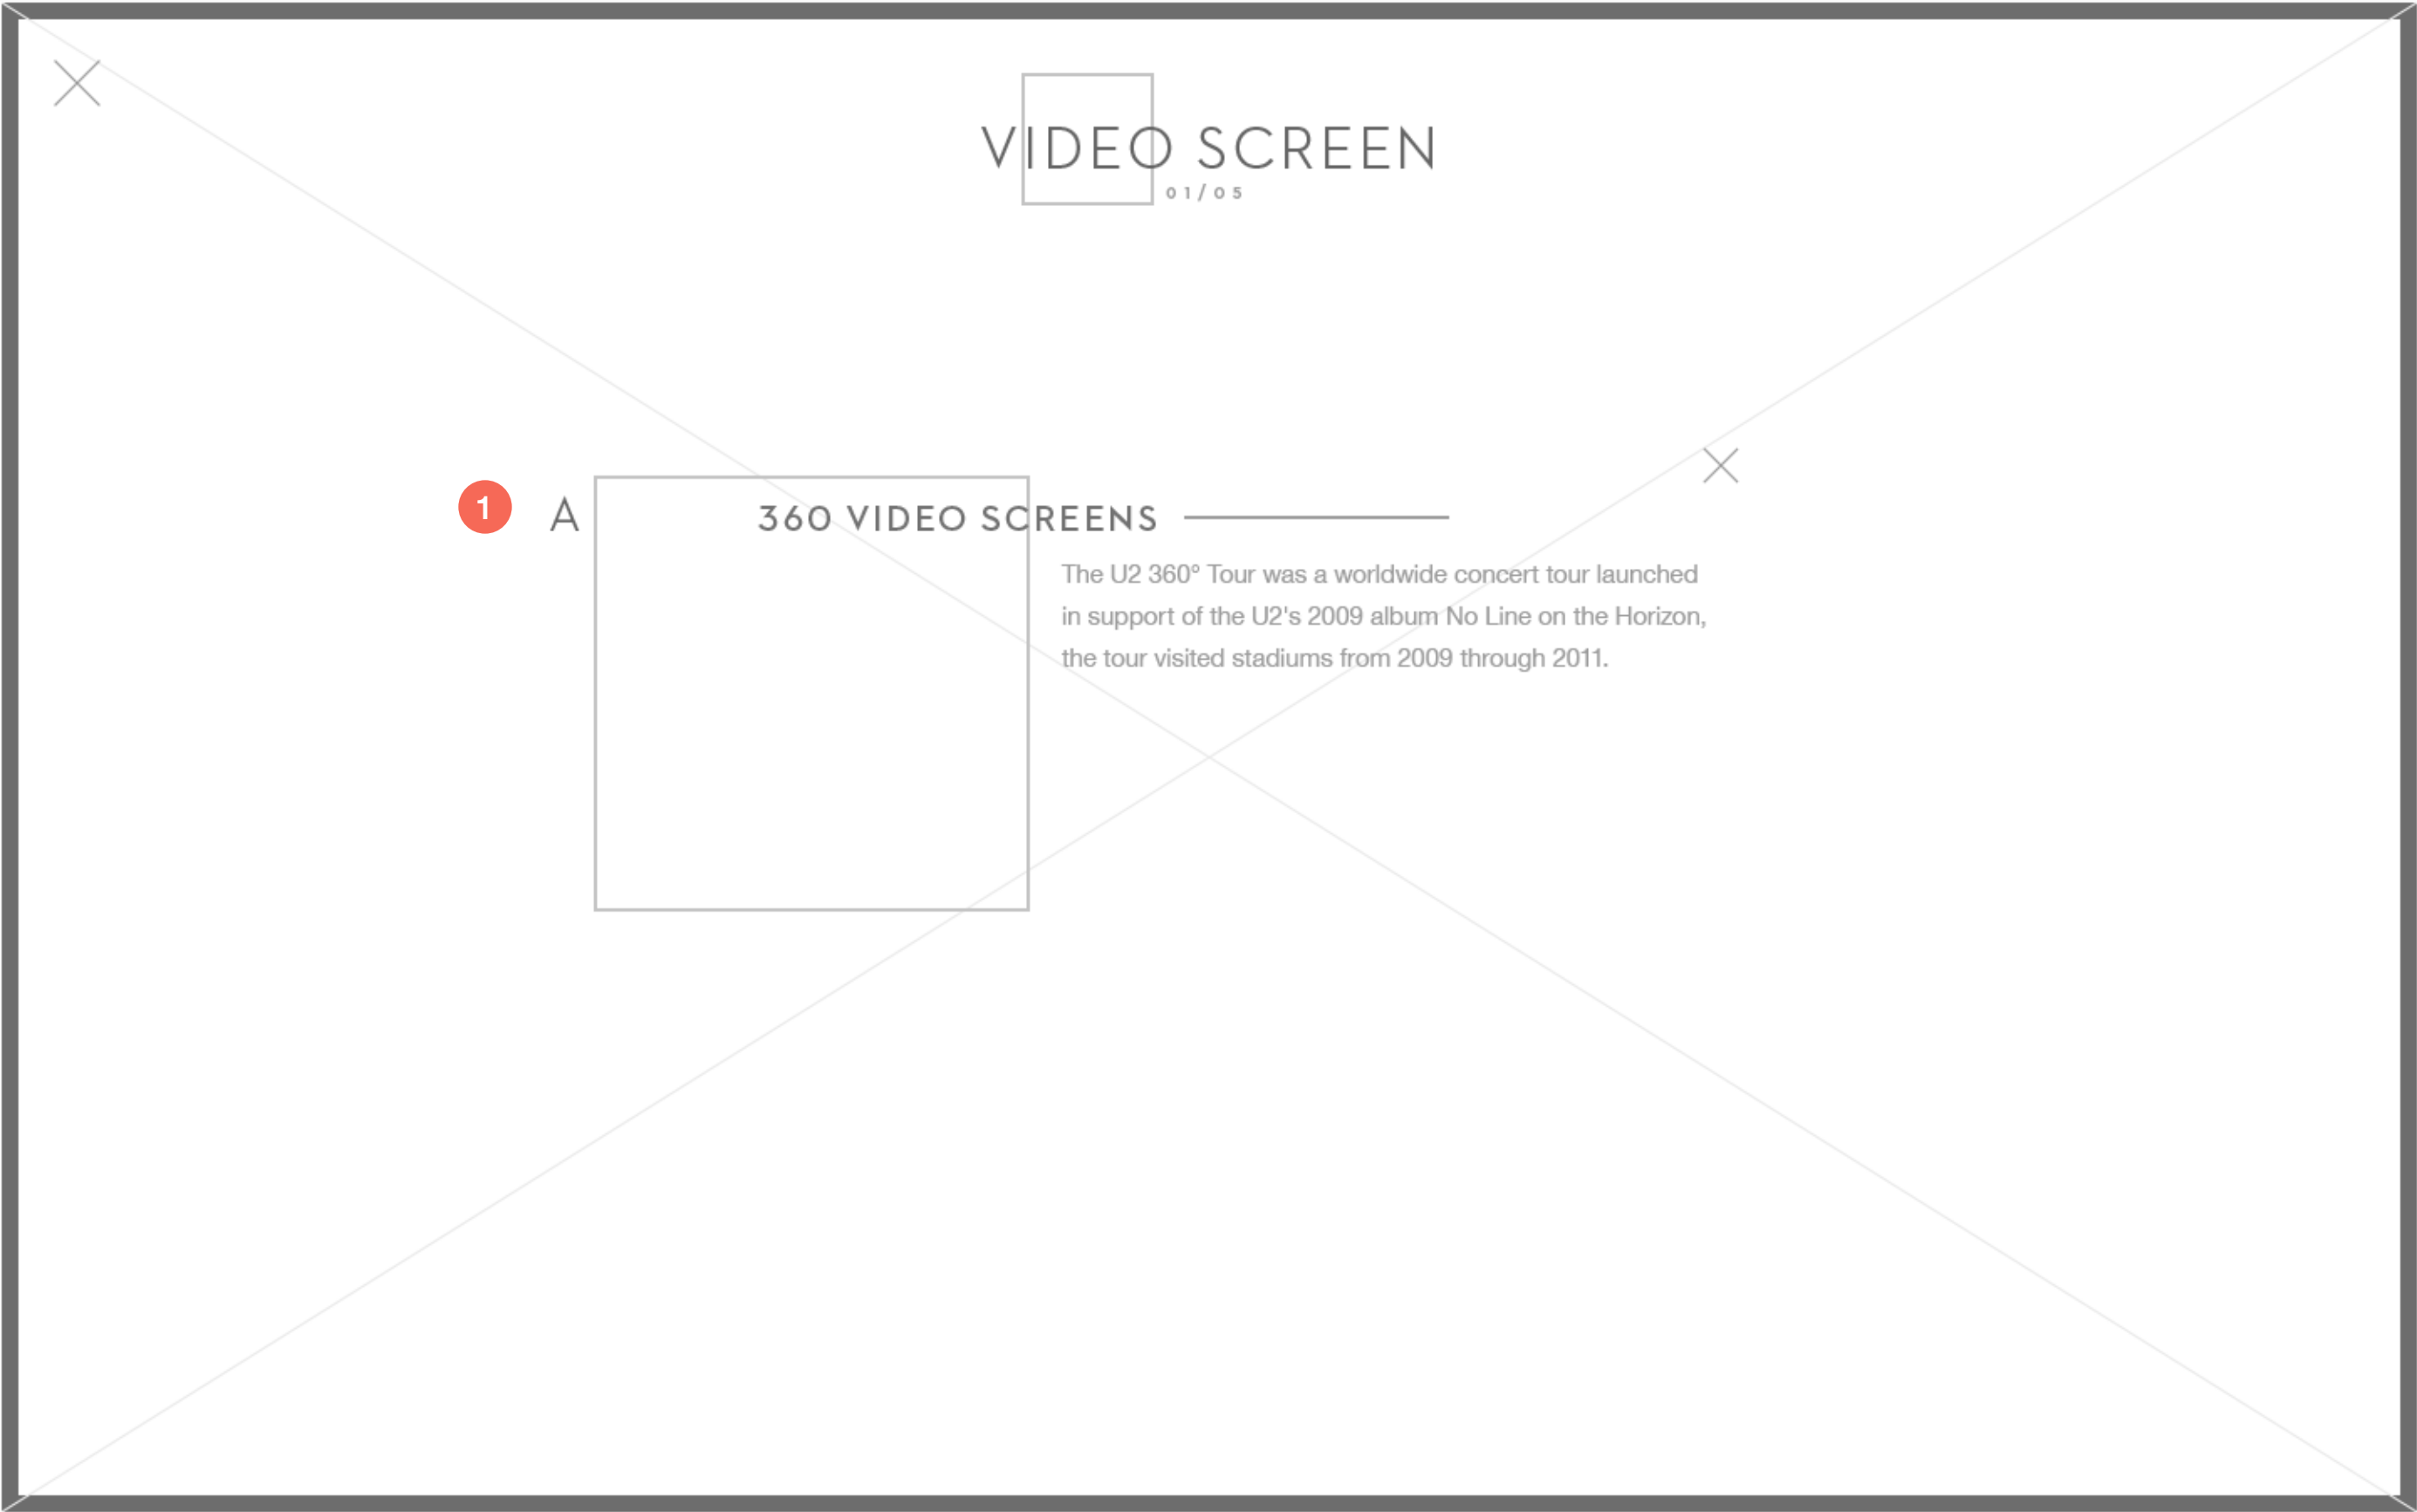 VIDEO SCREEN
01/05
1
A
360 VIDEO SCREENS
The U2 360° Tour was a worldwide concert tour launched
in support of the U2's 2009 album No Line on the Horizon,
the tour visited stadiums from 2009 through 2011.